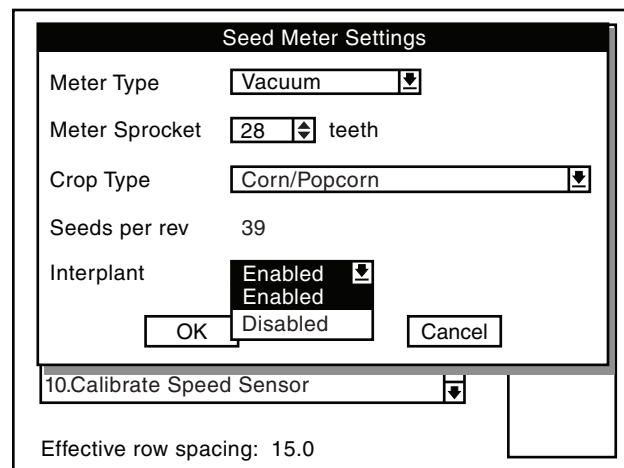 Seed Meter Settings
Meter Type Vacuum
Meter Sprocket 28 teeth
Crop Type Corn/Popcorn
Seeds per rev 39
Interplant Enabled
Enabled
Disabled
OK Cancel
10.Calibrate Speed Sensor
Effective row spacing: 15.0